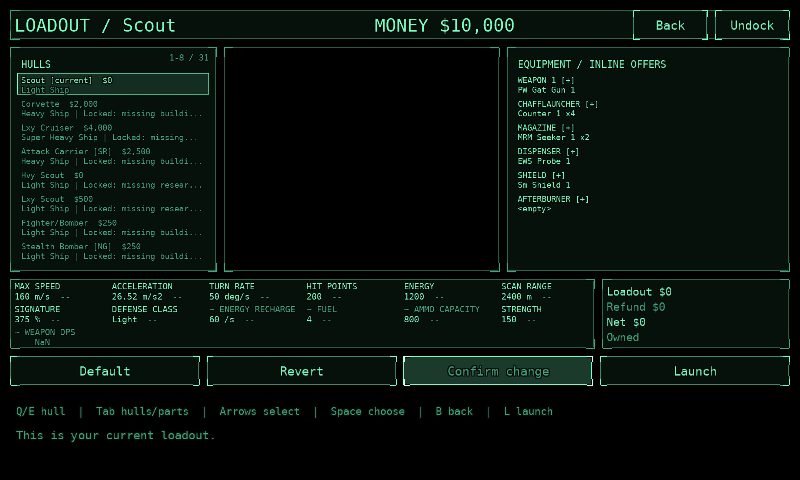 LOADOUT / Scout
MONEY $10,000
Back
Undock
HULLS
1-8 / 31
Scout [current]  $0
Light Ship
Corvette  $2,000
Heavy Ship | Locked: missing buildi...
Lxy Cruiser  $4,000
Super Heavy Ship | Locked: missing...
Attack Carrier [SR]  $2,500
Heavy Ship | Locked: missing buildi...
Hvy Scout  $0
Light Ship | Locked: missing resear...
Lxy Scout  $500
Light Ship | Locked: missing resear...
Fighter/Bomber  $250
Light Ship | Locked: missing buildi...
Stealth Bomber [NG]  $250
Light Ship | Locked: missing buildi...
EQUIPMENT / INLINE OFFERS
WEAPON 1 [+]
PW Gat Gun 1
CHAFFLAUNCHER [+]
Counter 1 x4
MAGAZINE [+]
MRM Seeker 1 x2
DISPENSER [+]
EWS Probe 1
SHIELD [+]
Sm Shield 1
AFTERBURNER [+]
<empty>
MAX SPEED ACCELERATION TURN RATE HIT POINTS ENERGY SCAN RANGE
160 m/s -- 26.52 m/s2 -- 50 deg/s -- 200 -- 1200 -- 2400 m --
SIGNATURE DEFENSE CLASS ~ ENERGY RECHARGE ~ FUEL ~ AMMO CAPACITY STRENGTH
375 % -- Light -- 60 /s -- 4 -- 800 -- 150 --
~ WEAPON DPS
NaN
Loadout $0
Refund $0
Net $0
Owned
Default
Revert
Confirm change
Launch
Q/E hull | Tab hulls/parts | Arrows select | Space choose | B back | L launch
This is your current loadout.